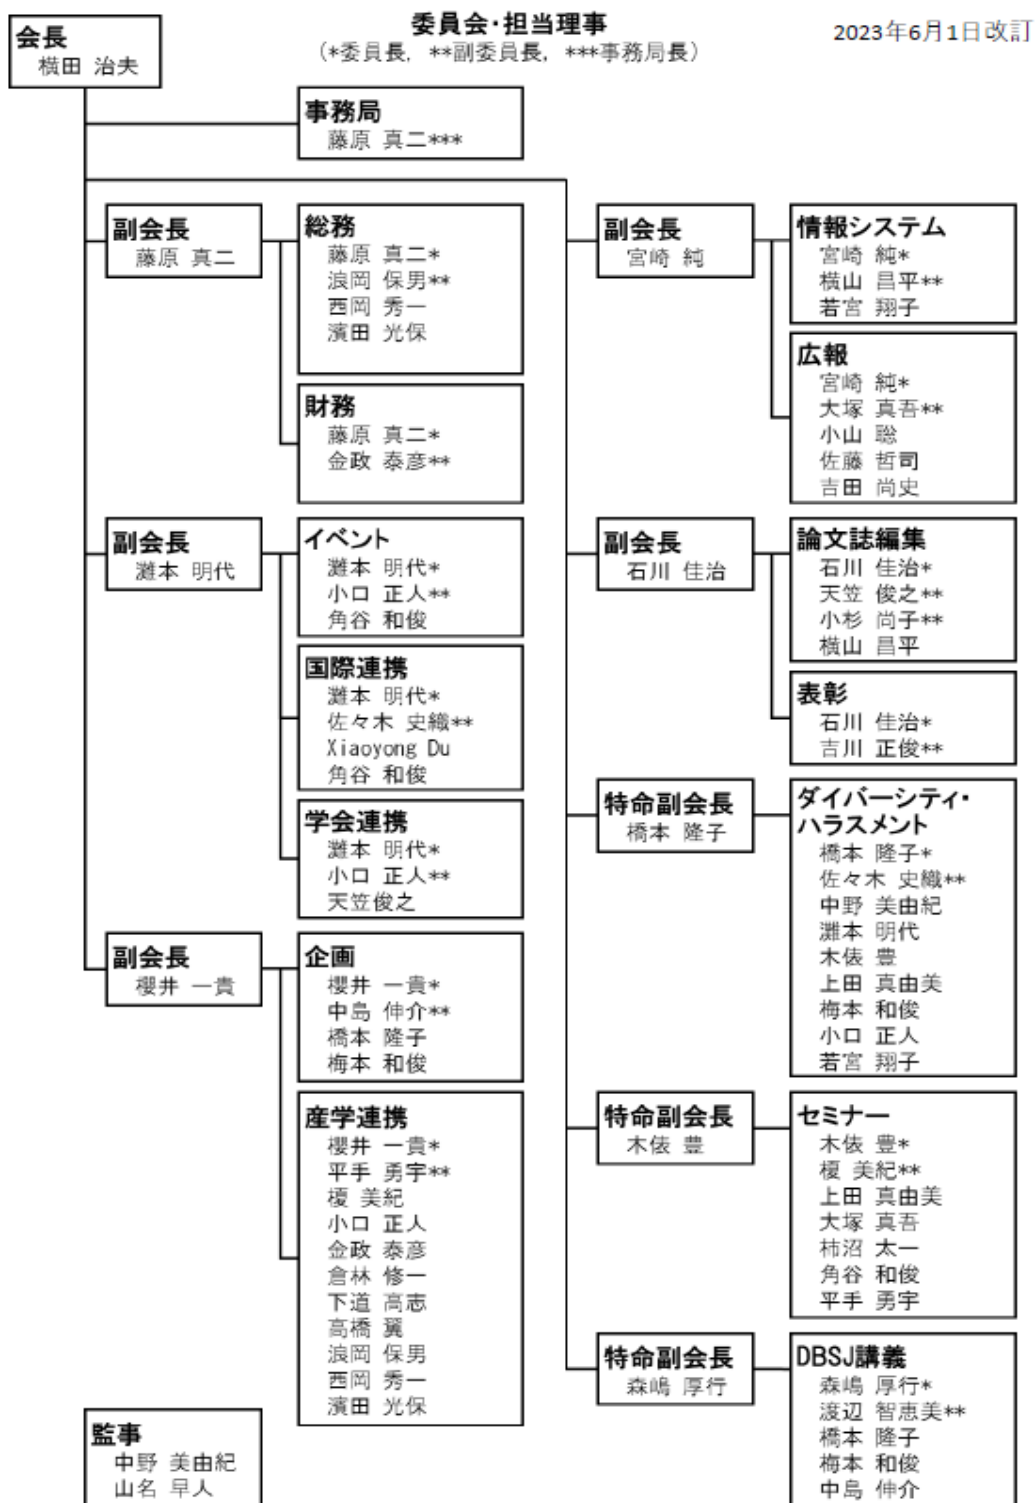 会長
横田 治夫
委員会・担当理事
(*委員長, **副委員長, ***事務局長)
2023年6月1日改訂
事務局
藤原 真二***
副会長
藤原 真二
総務
藤原 真二*
浪岡 保男**
西岡 秀一
濱田 光保
財務
藤原 真二*
金政 泰彦**
副会長
灘本 明代
イベント
灘本 明代*
小口 正人**
角谷 和俊
国際連携
灘本 明代*
佐々木 史織**
Xiaoyong Du
角谷 和俊
学会連携
灘本 明代*
小口 正人**
天笠俊之
副会長
櫻井 一貴
企画
櫻井 一貴*
中島 伸介**
橋本 隆子
梅本 和俊
産学連携
櫻井 一貴*
平手 勇宇**
榎 美紀
小口 正人
金政 泰彦
倉林 修一
下道 高志
高橋 翼
浪岡 保男
西岡 秀一
濱田 光保
監事
中野 美由紀
山名 早人
副会長
宮崎 純
情報システム
宮崎 純*
横山 昌平**
若宮 翔子
広報
宮崎 純*
大塚 真吾**
小山 聡
佐藤 哲司
吉田 尚史
副会長
石川 佳治
論文誌編集
石川 佳治*
天笠 俊之**
小杉 尚子**
横山 昌平
表彰
石川 佳治*
吉川 正俊**
特命副会長
橋本 隆子
ダイバーシティ・
ハラスメント
橋本 隆子*
佐々木 史織**
中野 美由紀
灘本 明代
木俵 豊
上田 真由美
梅本 和俊
小口 正人
若宮 翔子
特命副会長
木俵 豊
セミナー
木俵 豊*
榎 美紀**
上田 真由美
大塚 真吾
柿沼 太一
角谷 和俊
平手 勇宇
特命副会長
森嶋 厚行
DBSJ講義
森嶋 厚行*
渡辺 智恵美**
橋本 隆子
梅本 和俊
中島 伸介